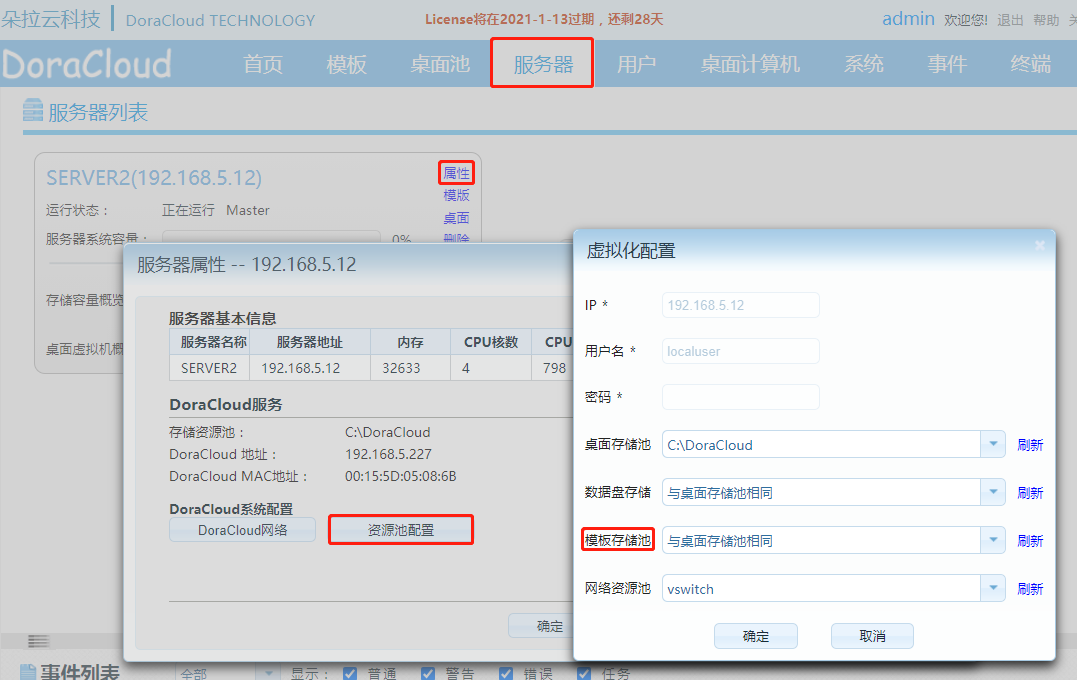 朵拉云科技 DoraCloud TECHNOLOGY License将在2021-1-13过期，还剩28天 admin 欢迎您! 退出 帮助
DoraCloud 首页 模板 桌面池 服务器 用户 桌面计算机 系统 事件 终端
服务器列表
SERVER2(192.168.5.12) 属性
模版
运行状态： 正在运行 Master
桌面
服务器系统容量： 0% 删除
存储容量概览
桌面虚拟机概
服务器属性 -- 192.168.5.12
服务器基本信息
服务器名称 服务器地址 内存 CPU核数 CPU
SERVER2 192.168.5.12 32633 4 798
DoraCloud服务
存储资源池： C:\DoraCloud
DoraCloud 地址： 192.168.5.227
DoraCloud MAC地址： 00:15:5D:05:08:6B
DoraCloud系统配置
DoraCloud网络 资源池配置
确定
虚拟化配置
IP * 192.168.5.12
用户名 * localuser
密码 *
桌面存储池 C:\DoraCloud 刷新
数据盘存储 与桌面存储池相同 刷新
模板存储池 与桌面存储池相同 刷新
网络资源池 vswitch 刷新
确定 取消
事件列表 全部 显示： 普通 警告 错误 任务